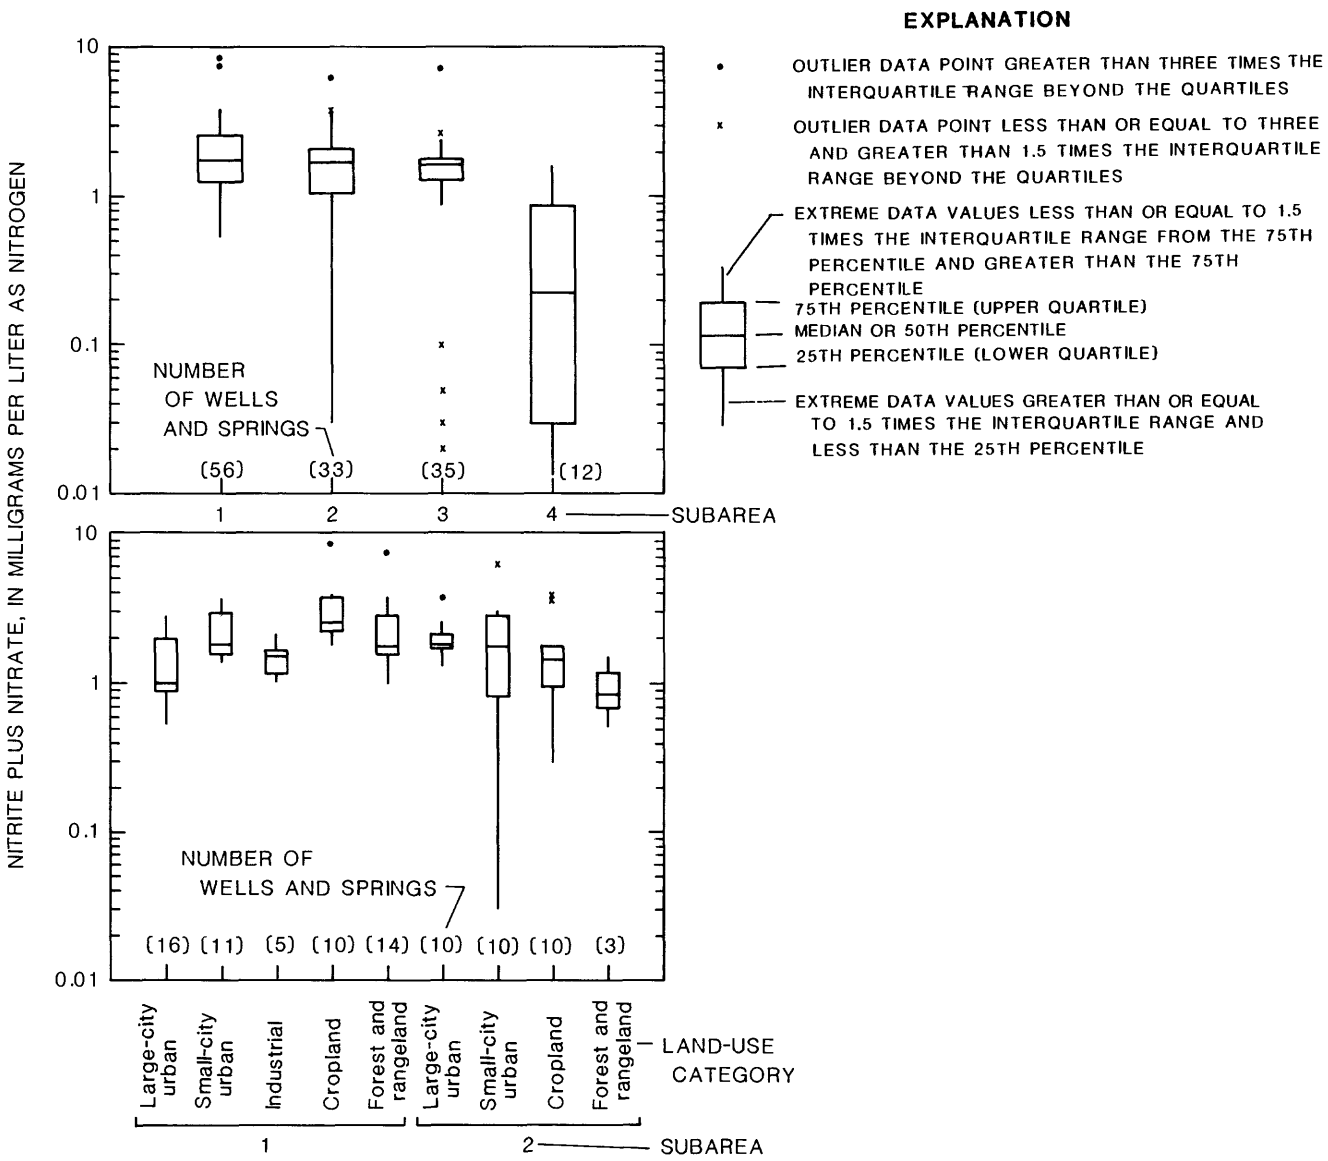 EXPLANATION
OUTLIER DATA POINT GREATER THAN THREE TIMES THE
INTERQUARTILE RANGE BEYOND THE QUARTILES
OUTLIER DATA POINT LESS THAN OR EQUAL TO THREE
AND GREATER THAN 1.5 TIMES THE INTERQUARTILE
RANGE BEYOND THE QUARTILES
EXTREME DATA VALUES LESS THAN OR EQUAL TO 1.5
TIMES THE INTERQUARTILE RANGE FROM THE 75TH
PERCENTILE AND GREATER THAN THE 75TH
PERCENTILE
75TH PERCENTILE (UPPER QUARTILE)
MEDIAN OR 50TH PERCENTILE
25TH PERCENTILE (LOWER QUARTILE)
EXTREME DATA VALUES GREATER THAN OR EQUAL
TO 1.5 TIMES THE INTERQUARTILE RANGE AND
LESS THAN THE 25TH PERCENTILE
NITRITE PLUS NITRATE, IN MILLIGRAMS PER LITER AS NITROGEN
10
1
0.1
0.01
NUMBER
OF WELLS
AND SPRINGS
(56) (33) (35) (12)
1 2 3 4 SUBAREA
10
1
0.1
0.01
NUMBER OF
WELLS AND SPRINGS
(16) (11) (5) (10) (14) (10) (10) (10) (3)
Large-city
urban
Small-city
urban
Industrial
Cropland
Forest and
rangeland
Large-city
urban
Small-city
urban
Cropland
Forest and
rangeland
LAND-USE
CATEGORY
1 2 SUBAREA